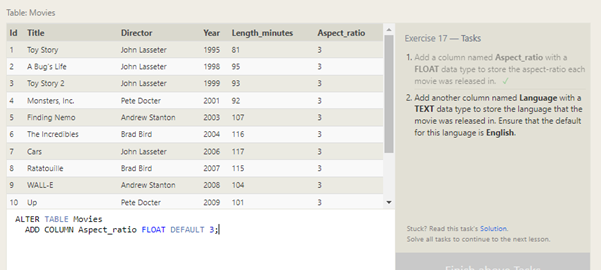 Table: Movies
Id Title Director Year Length_minutes Aspect_ratio
1 Toy Story John Lasseter 1995 81 3
2 A Bug's Life John Lasseter 1998 95 3
3 Toy Story 2 John Lasseter 1999 93 3
4 Monsters, Inc. Pete Docter 2001 92 3
5 Finding Nemo Andrew Stanton 2003 107 3
6 The Incredibles Brad Bird 2004 116 3
7 Cars John Lasseter 2006 117 3
8 Ratatouille Brad Bird 2007 115 3
9 WALL-E Andrew Stanton 2008 104 3
10 Up Pete Docter 2009 101 3
ALTER TABLE Movies
ADD COLUMN Aspect_ratio FLOAT DEFAULT 3;
Exercise 17 — Tasks
1. Add a column named Aspect_ratio with a
FLOAT data type to store the aspect-ratio each
movie was released in. ✓
2. Add another column named Language with a
TEXT data type to store the language that the
movie was released in. Ensure that the default
for this language is English.
Stuck? Read this task's Solution.
Solve all tasks to continue to the next lesson.